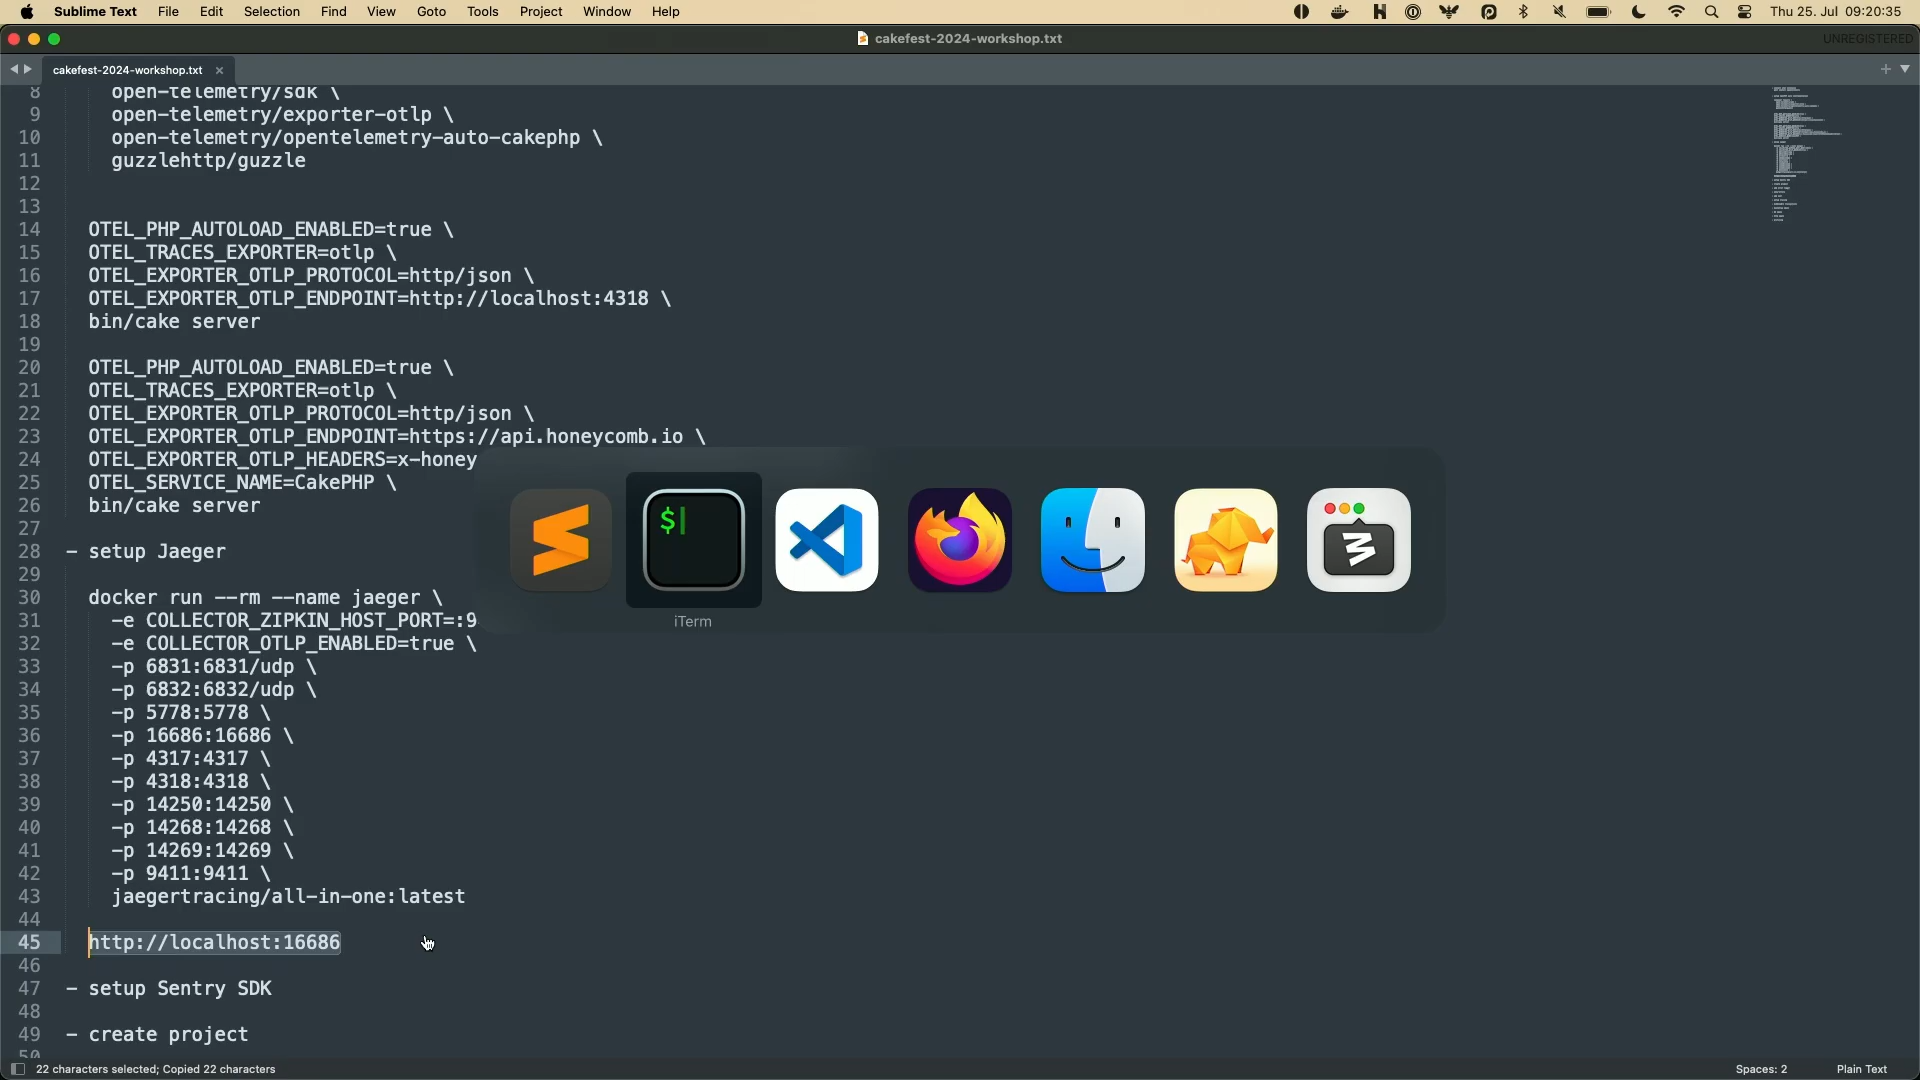 Sublime Text File Edit Selection Find View Goto Tools Project Window Help Thu 25. Jul 09:20:35
cakefest-2024-workshop.txt UNREGISTERED
cakefest-2024-workshop.txt
8 open-telemetry/sdk \
9 open-telemetry/exporter-otlp \
10 open-telemetry/opentelemetry-auto-cakephp \
11 guzzlehttp/guzzle
12
13
14 OTEL_PHP_AUTOLOAD_ENABLED=true \
15 OTEL_TRACES_EXPORTER=otlp \
16 OTEL_EXPORTER_OTLP_PROTOCOL=http/json \
17 OTEL_EXPORTER_OTLP_ENDPOINT=http://localhost:4318 \
18 bin/cake server
19
20 OTEL_PHP_AUTOLOAD_ENABLED=true \
21 OTEL_TRACES_EXPORTER=otlp \
22 OTEL_EXPORTER_OTLP_PROTOCOL=http/json \
23 OTEL_EXPORTER_OTLP_ENDPOINT=https://api.honeycomb.io \
24 OTEL_EXPORTER_OTLP_HEADERS=x-honey
25 OTEL_SERVICE_NAME=CakePHP \
26 bin/cake server
27
28 - setup Jaeger
29
30 docker run --rm --name jaeger \
31 -e COLLECTOR_ZIPKIN_HOST_PORT=:9
32 -e COLLECTOR_OTLP_ENABLED=true \
33 -p 6831:6831/udp \
34 -p 6832:6832/udp \
35 -p 5778:5778 \
36 -p 16686:16686 \
37 -p 4317:4317 \
38 -p 4318:4318 \
39 -p 14250:14250 \
40 -p 14268:14268 \
41 -p 14269:14269 \
42 -p 9411:9411 \
43 jaegertracing/all-in-one:latest
44
45 http://localhost:16686
46
47 - setup Sentry SDK
48
49 - create project
50
$
iTerm
22 characters selected; Copied 22 characters Spaces: 2 Plain Text